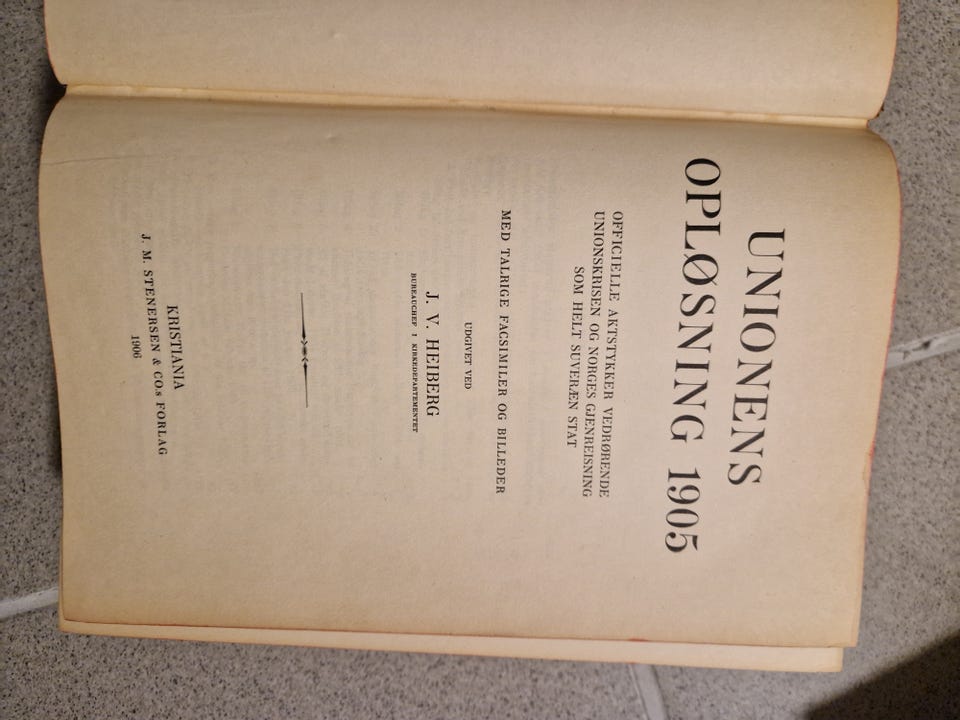 UNIONENS
OPLØSNING 1905
OFFICIELLE AKTSTYKKER VEDRØRENDE
UNIONSKRISEN OG NORGES GJENREISNING
SOM HELT SUVERÆN STAT
MED TALRIGE FACSIMILER OG BILLEDER
UDGIVET VED
J. V. HEIBERG
BUREAUCHEF I KIRKEDEPARTEMENTET
KRISTIANIA
J. M. STENERSEN & COs FORLAG
1906